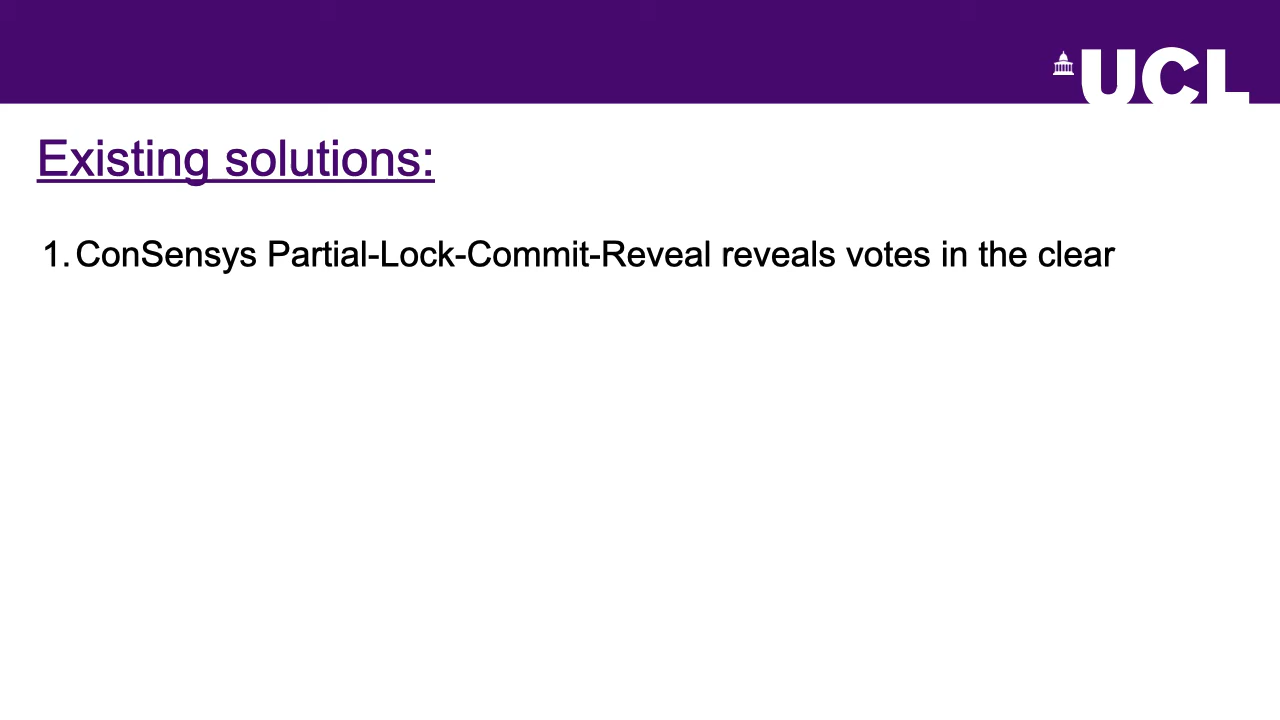 UCL
Existing solutions:
1. ConSensys Partial-Lock-Commit-Reveal reveals votes in the clear